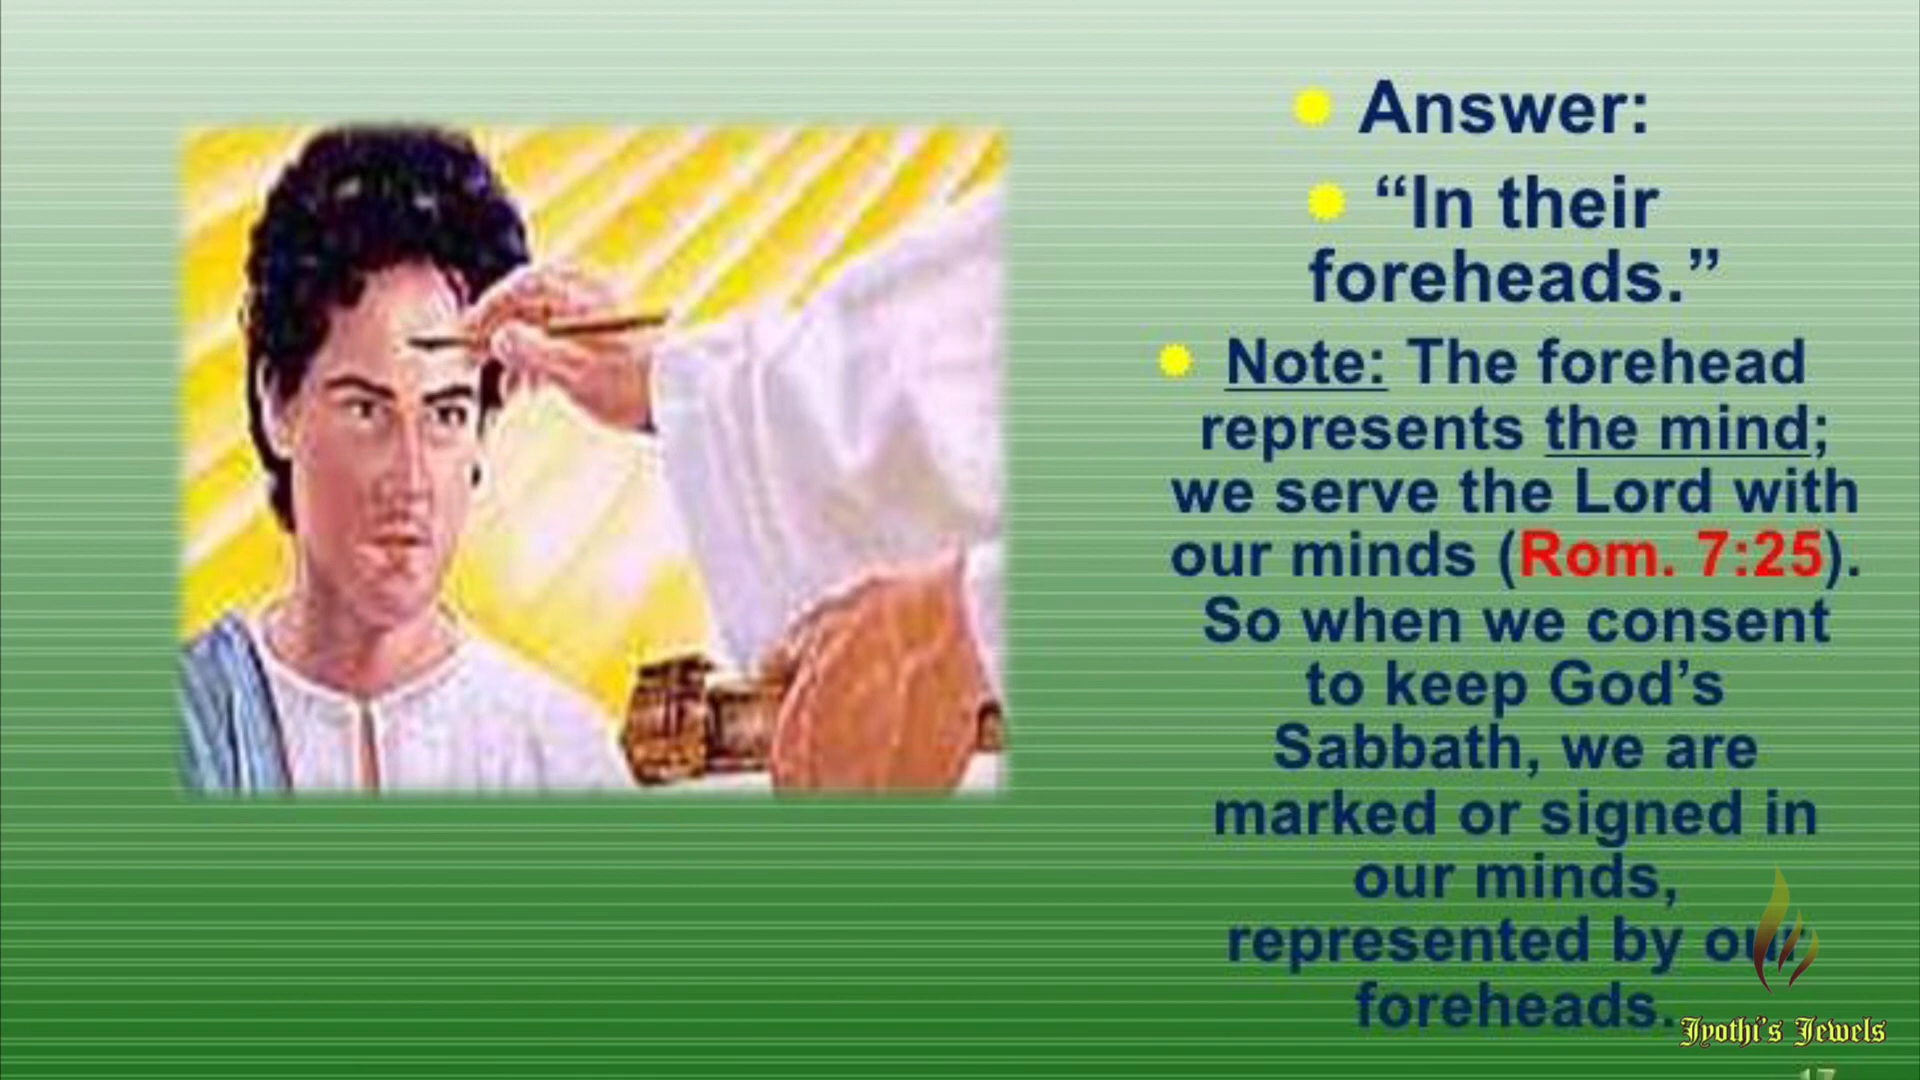 Answer:
“In their
foreheads.”
Note: The forehead
represents the mind;
we serve the Lord with
our minds (Rom. 7:25).
So when we consent
to keep God’s
Sabbath, we are
marked or signed in
our minds,
represented by our
foreheads.
Jyothi's Jewels
17